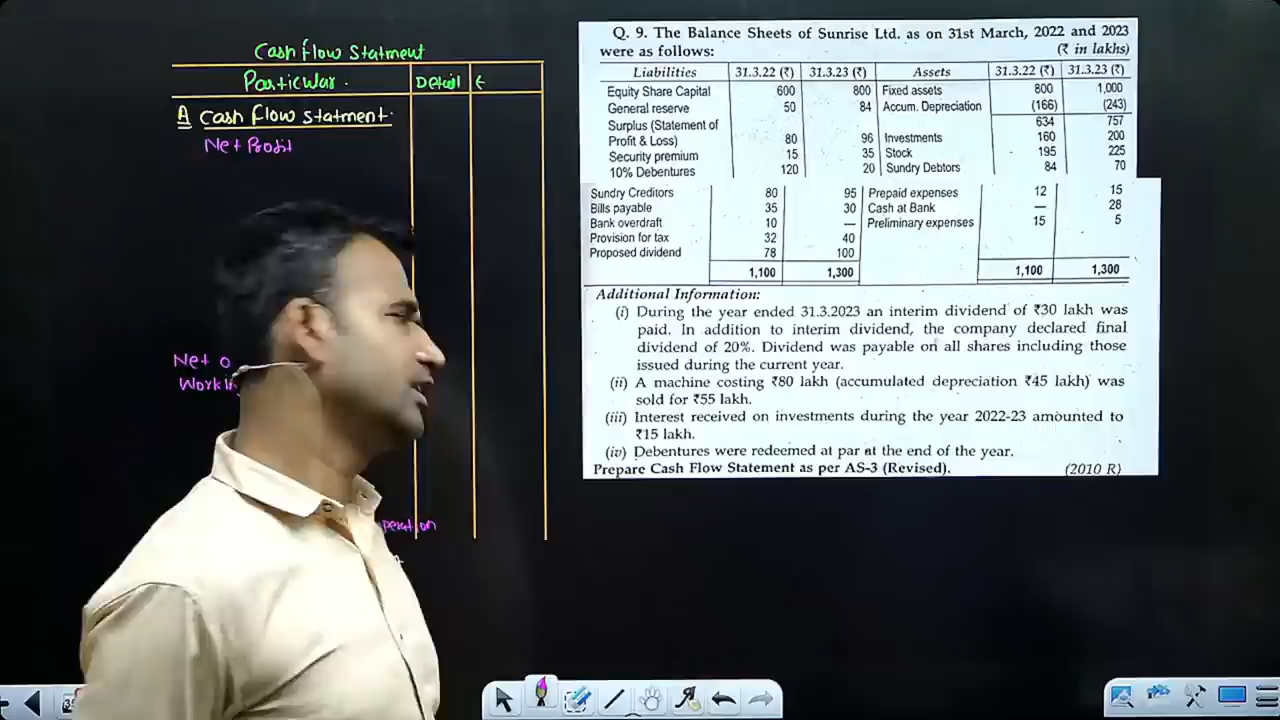 Cash flow Statment
Particular. Detail ₹
A Cash flow statment.
Net Profit
Net o
Workin
peration
Q. 9. The Balance Sheets of Sunrise Ltd. as on 31st March, 2022 and 2023
were as follows: (₹ in lakhs)
Liabilities 31.3.22 (₹) 31.3.23 (₹) Assets 31.3.22 (₹) 31.3.23 (₹)
Equity Share Capital 600 800 Fixed assets 800 1,000
General reserve 50 84 Accum. Depreciation (166) (243)
Surplus (Statement of 634 757
Profit & Loss) 80 96 Investments 160 200
Security premium 15 35 Stock 195 225
10% Debentures 120 20 Sundry Debtors 84 70
Sundry Creditors 80 95 Prepaid expenses 12 15
Bills payable 35 30 Cash at Bank — 28
Bank overdraft 10 — Preliminary expenses 15 5
Provision for tax 32 40
Proposed dividend 78 100
1,100 1,300 1,100 1,300
Additional Information:
(i) During the year ended 31.3.2023 an interim dividend of ₹30 lakh was
paid. In addition to interim dividend, the company declared final
dividend of 20%. Dividend was payable on all shares including those
issued during the current year.
(ii) A machine costing ₹80 lakh (accumulated depreciation ₹45 lakh) was
sold for ₹55 lakh.
(iii) Interest received on investments during the year 2022-23 amounted to
₹15 lakh.
(iv) Debentures were redeemed at par at the end of the year.
Prepare Cash Flow Statement as per AS-3 (Revised). (2010 R)